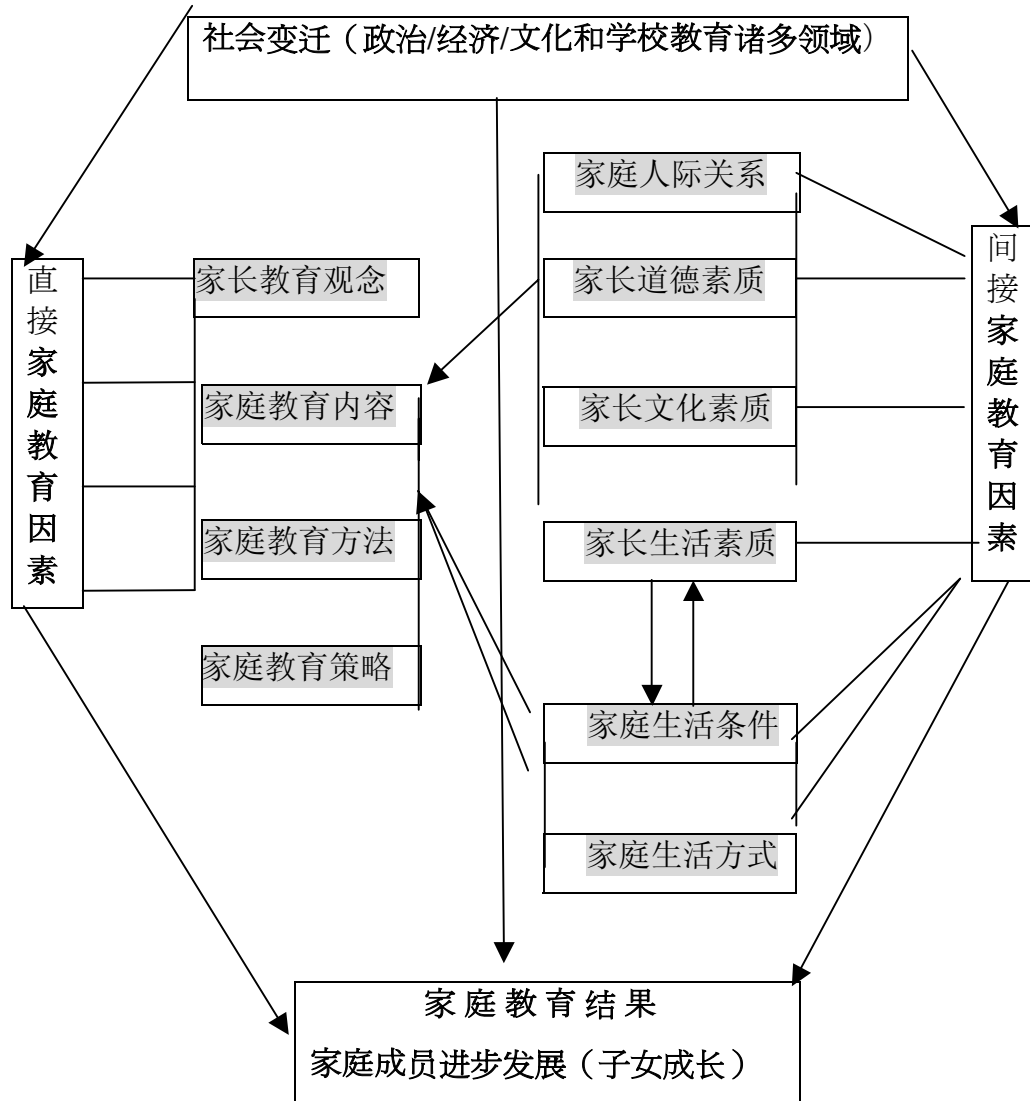 社会变迁（政治/经济/文化和学校教育诸多领域）
直接家庭教育因素
家长教育观念
家庭教育内容
家庭教育方法
家庭教育策略
家庭人际关系
家长道德素质
家长文化素质
家长生活素质
家庭生活条件
家庭生活方式
间接家庭教育因素
家庭教育结果
家庭成员进步发展（子女成长）